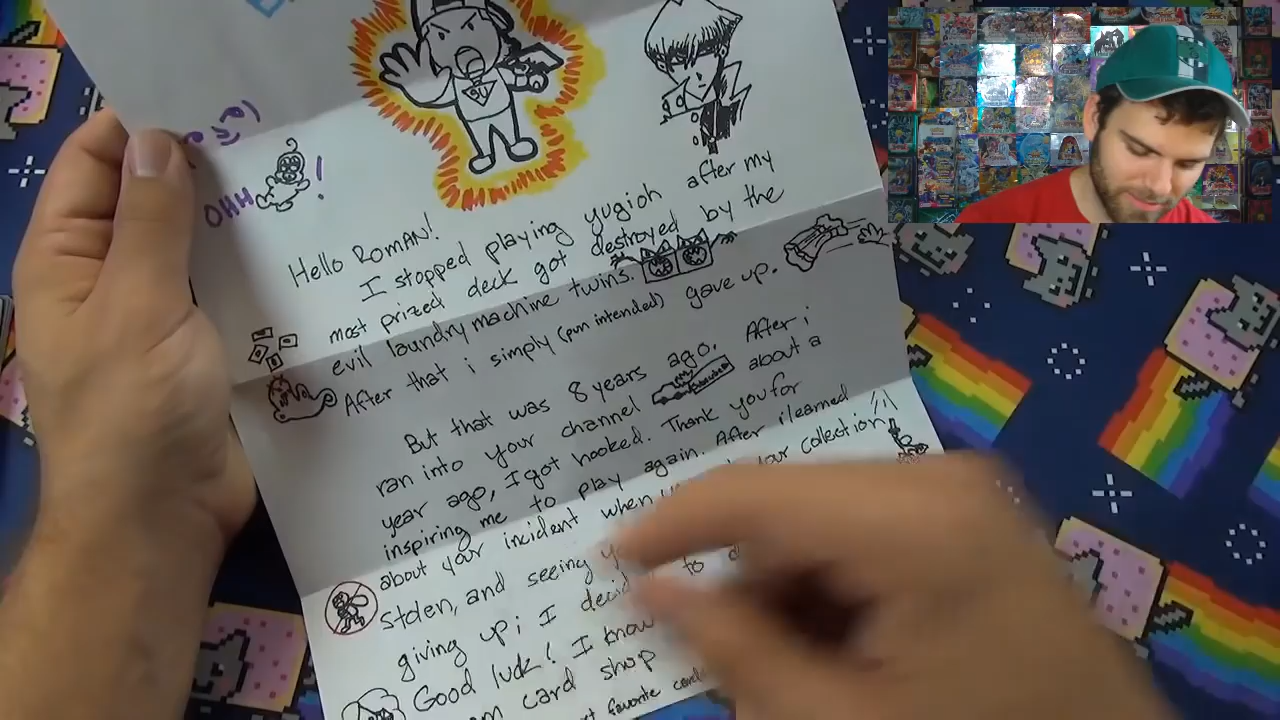 OHH !
Hello Roman!
I stopped playing yugioh after my
most prized deck got destroyed by the
evil laundry machine twins.
After that i simply (pun intended) gave up.
But that was 8 years ago. After i
ran into your channel about a
year ago, I got hooked. Thank you for
inspiring me to play again. After i learned
about your incident when your collection
stolen, and seeing
giving up; I to
Good luck! I know
card shop
favorite